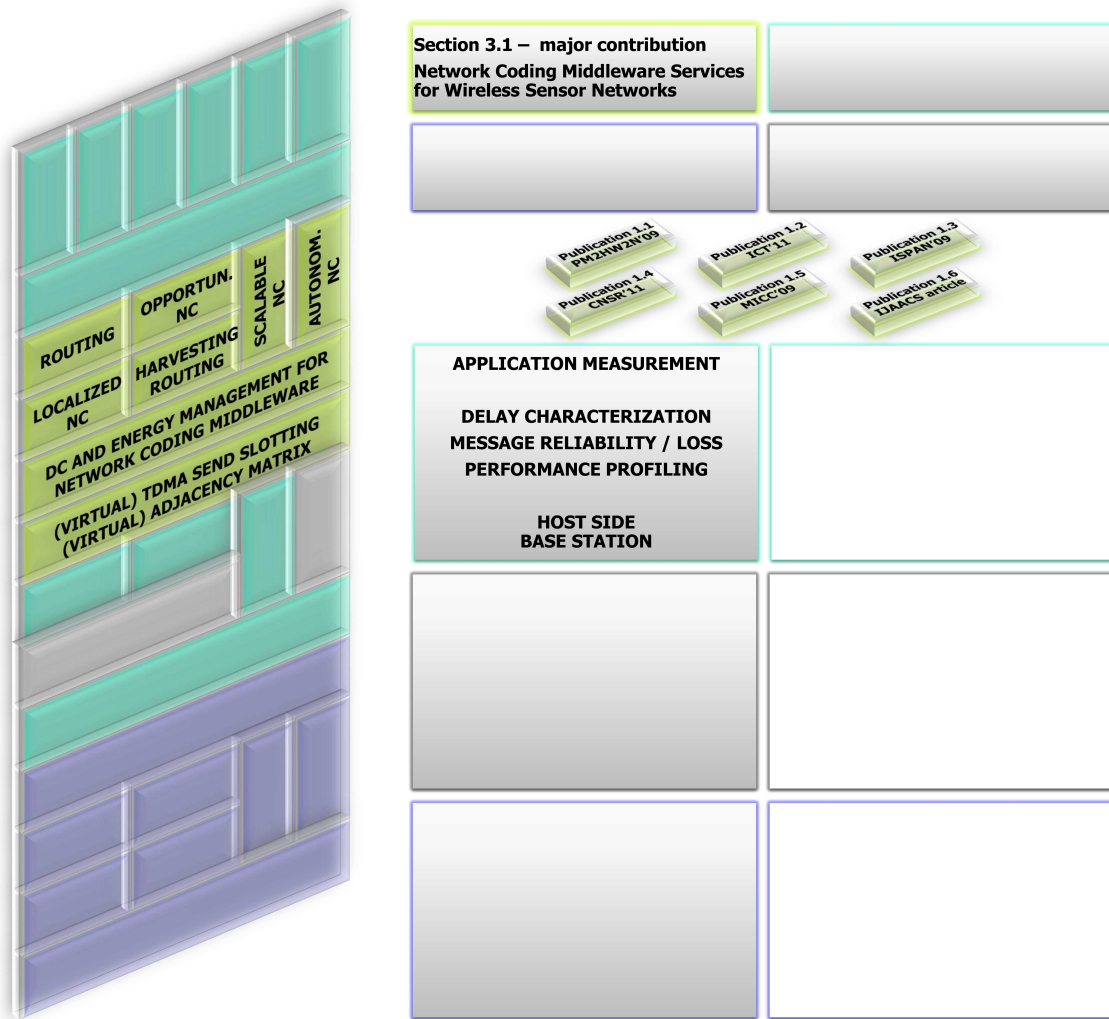 Section 3.1 – major contribution
Network Coding Middleware Services
for Wireless Sensor Networks
Publication 1.1
PM2HW2N'09
Publication 1.2
ICT'11
Publication 1.3
ISPAN'09
Publication 1.4
CNSR'11
Publication 1.5
MICC'09
Publication 1.6
IJAACS article
ROUTING
OPPORTUN.
NC
SCALABLE
NC
AUTONOM.
NC
LOCALIZED
NC
HARVESTING
ROUTING
DC AND ENERGY MANAGEMENT FOR
NETWORK CODING MIDDLEWARE
(VIRTUAL) TDMA SEND SLOTTING
(VIRTUAL) ADJACENCY MATRIX
APPLICATION MEASUREMENT
DELAY CHARACTERIZATION
MESSAGE RELIABILITY / LOSS
PERFORMANCE PROFILING
HOST SIDE
BASE STATION